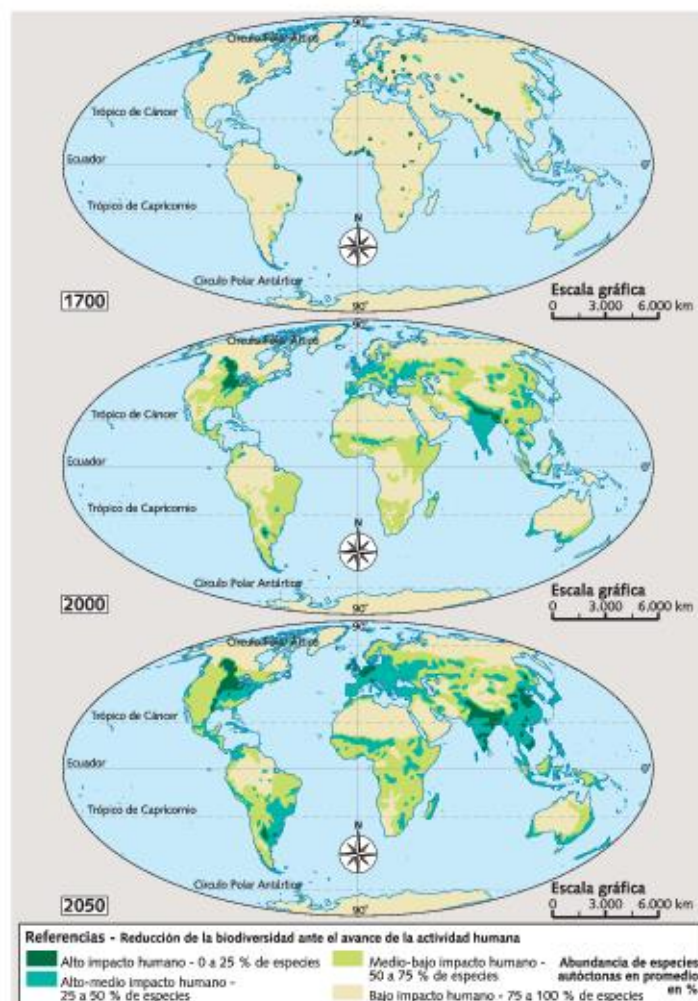 90°
Círculo Polar Ártico
Trópico de Cáncer
Ecuador
0°
Trópico de Capricornio
N
Círculo Polar Antártico
1700
90°
Escala gráfica
0 3.000 6.000 km
90°
Círculo Polar Ártico
Trópico de Cáncer
Ecuador
0°
Trópico de Capricornio
N
Círculo Polar Antártico
2000
90°
Escala gráfica
0 3.000 6.000 km
Círculo Polar Ártico
Trópico de Cáncer
Ecuador
0°
Trópico de Capricornio
N
Círculo Polar Antártico
2050
90°
Escala gráfica
0 3.000 6.000 km
Referencias - Reducción de la biodiversidad ante el avance de la actividad humana
Alto impacto humano - 0 a 25 % de especies
Alto-medio impacto humano -
25 a 50 % de especies
Medio-bajo impacto humano -
50 a 75 % de especies
Bajo impacto humano - 75 a 100 % de especies
Abundancia de especies
autóctonas en promedio
en %